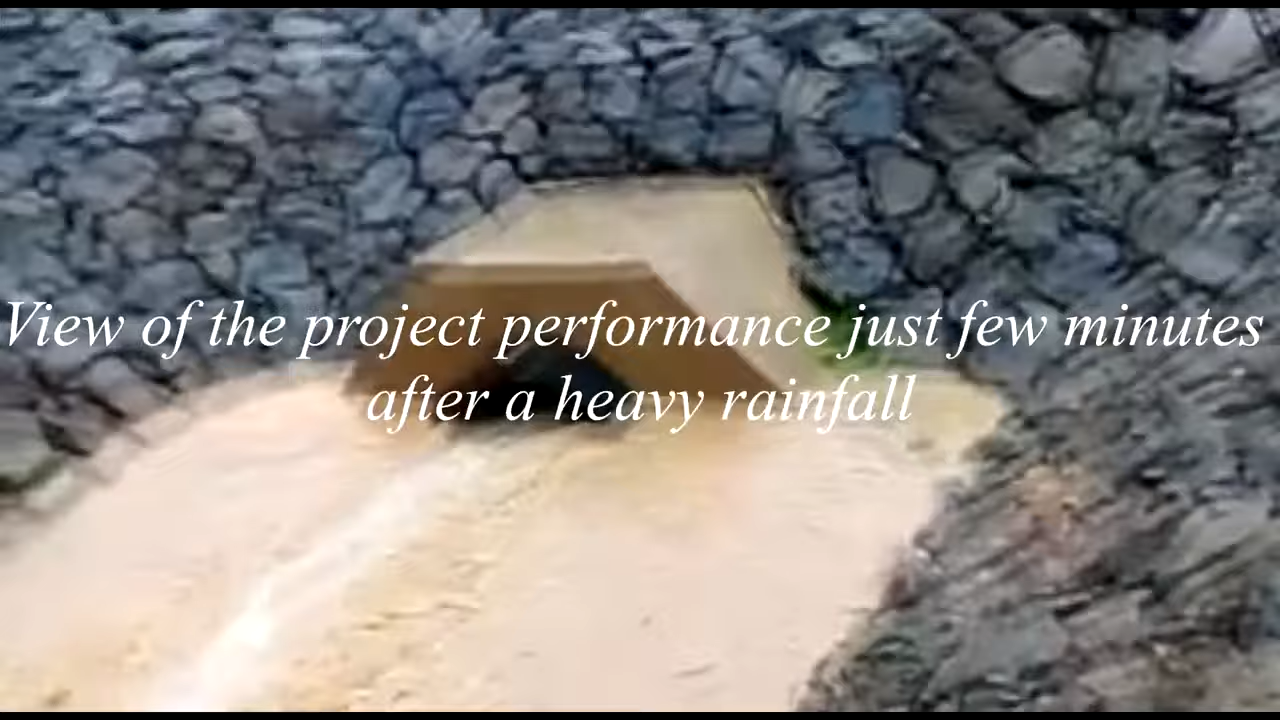 View of the project performance just few minutes
after a heavy rainfall